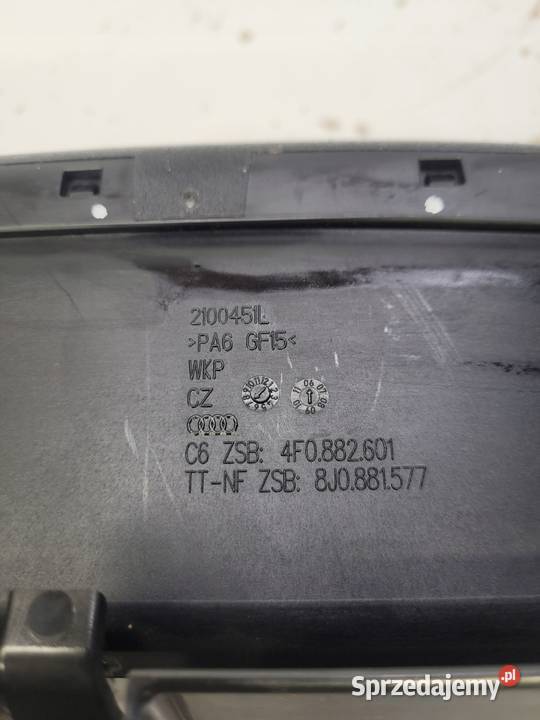 2100451L
>PA6 GF15<
WKP
CZ
C6 ZSB: 4F0.882.601
TT-NF ZSB: 8J0.881.577
Sprzedajemy.pl